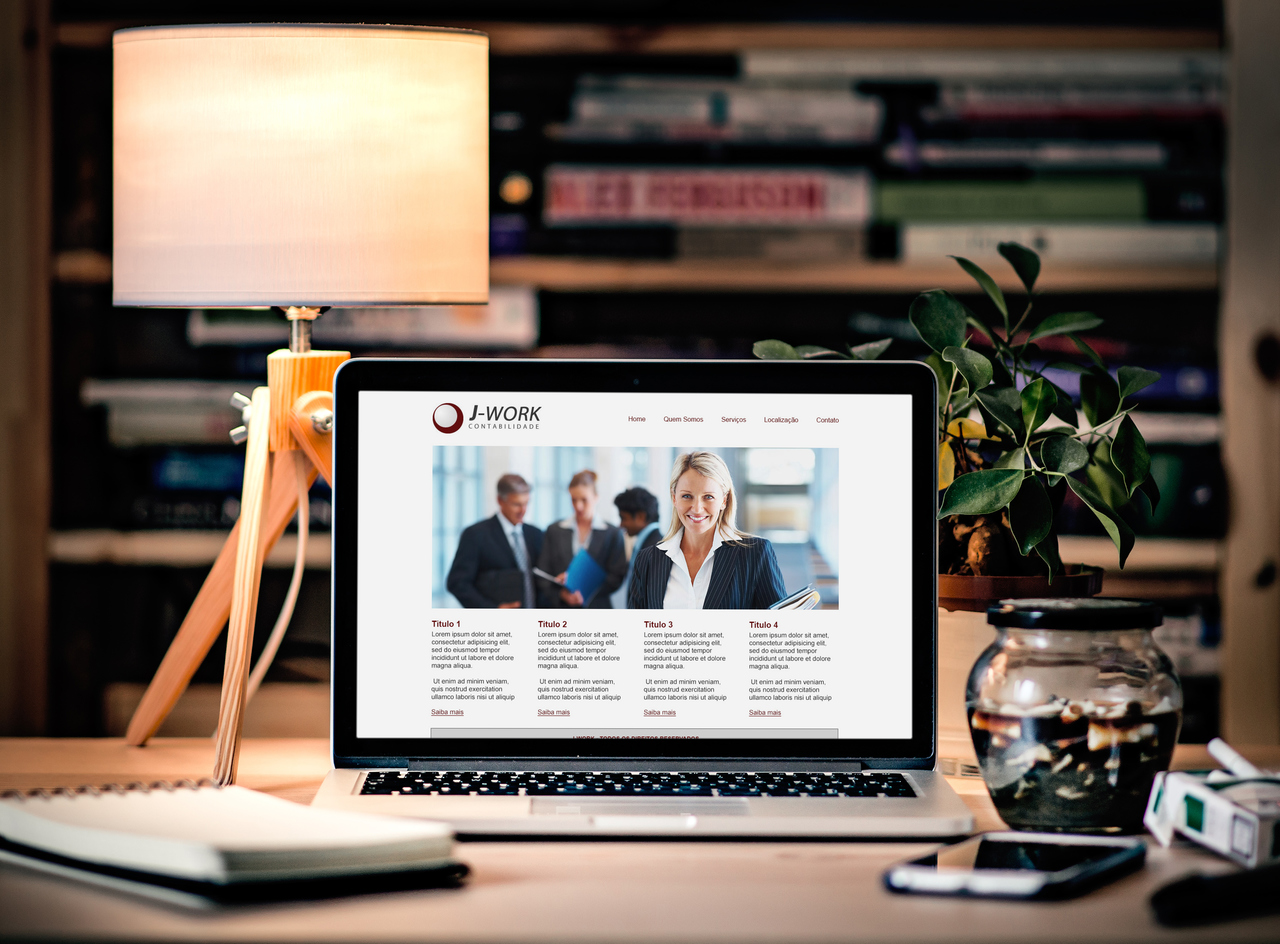 ALEX FERGUSON
J-WORK
CONTABILIDADE
Home Quem Somos Serviços Localização Contato
Titulo 1
Lorem ipsum dolor sit amet,
consectetur adipisicing elit,
sed do eiusmod tempor
incididunt ut labore et dolore
magna aliqua.
Ut enim ad minim veniam,
quis nostrud exercitation
ullamco laboris nisi ut aliquip
Saiba mais
Titulo 2
Lorem ipsum dolor sit amet,
consectetur adipisicing elit,
sed do eiusmod tempor
incididunt ut labore et dolore
magna aliqua.
Ut enim ad minim veniam,
quis nostrud exercitation
ullamco laboris nisi ut aliquip
Saiba mais
Titulo 3
Lorem ipsum dolor sit amet,
consectetur adipisicing elit,
sed do eiusmod tempor
incididunt ut labore et dolore
magna aliqua.
Ut enim ad minim veniam,
quis nostrud exercitation
ullamco laboris nisi ut aliquip
Saiba mais
Titulo 4
Lorem ipsum dolor sit amet,
consectetur adipisicing elit,
sed do eiusmod tempor
incididunt ut labore et dolore
magna aliqua.
Ut enim ad minim veniam,
quis nostrud exercitation
ullamco laboris nisi ut aliquip
Saiba mais
J-WORK - TODOS OS DIREITOS RESERVADOS